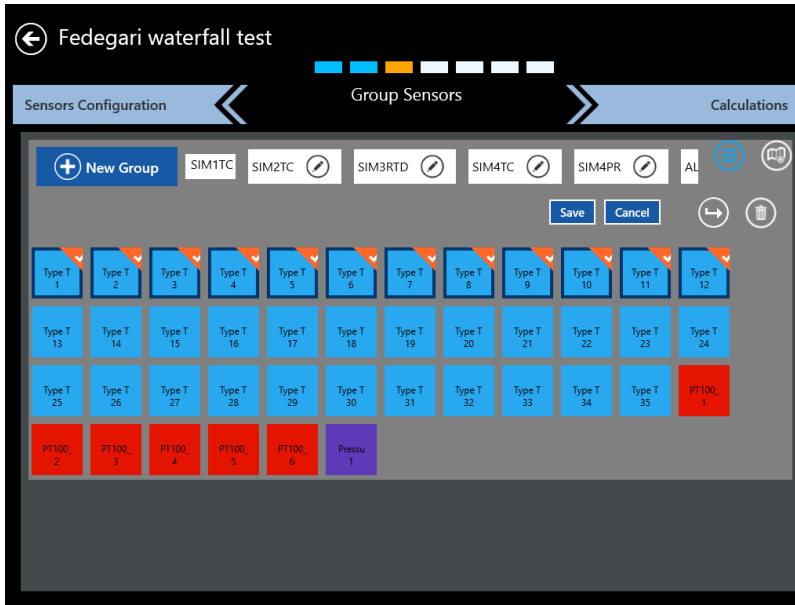 Fedegari waterfall test
Sensors Configuration
Group Sensors
Calculations
New Group
SIM1TC
SIM2TC
SIM3RTD
SIM4TC
SIM4PR
AL
Save
Cancel
Type T
1
Type T
2
Type T
3
Type T
4
Type T
5
Type T
6
Type T
7
Type T
8
Type T
9
Type T
10
Type T
11
Type T
12
Type T
13
Type T
14
Type T
15
Type T
16
Type T
17
Type T
18
Type T
19
Type T
20
Type T
21
Type T
22
Type T
23
Type T
24
Type T
25
Type T
26
Type T
27
Type T
28
Type T
29
Type T
30
Type T
31
Type T
32
Type T
33
Type T
34
Type T
35
PT100_
1
PT100_
2
PT100_
3
PT100_
4
PT100_
5
PT100_
6
Pressu
1